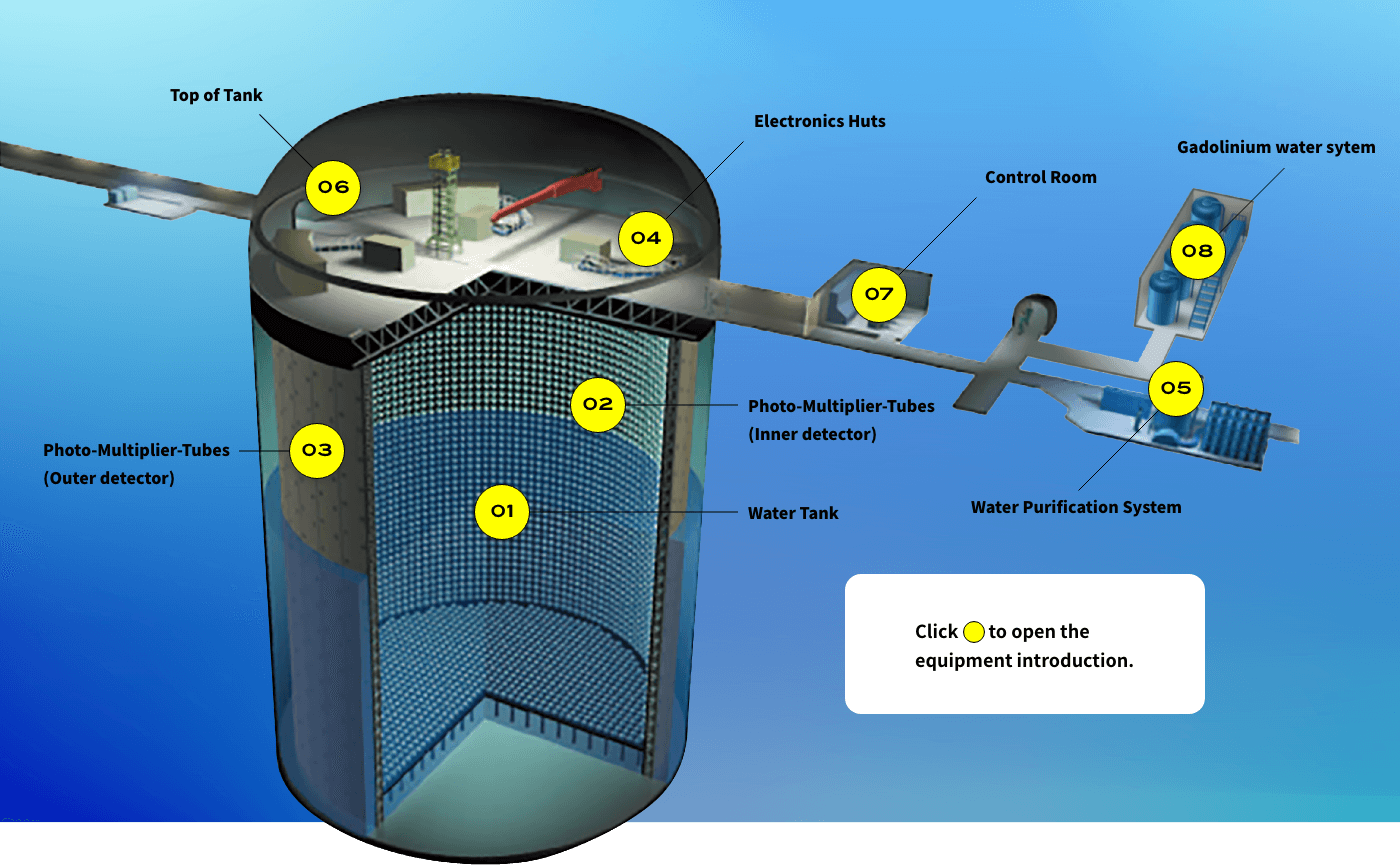 Top of Tank
Electronics Huts
Gadolinium water sytem
Control Room
06
04
08
07
05
02
Photo-Multiplier-Tubes
(Inner detector)
03
Photo-Multiplier-Tubes
(Outer detector)
01
Water Tank
Water Purification System
Click to open the
equipment introduction.